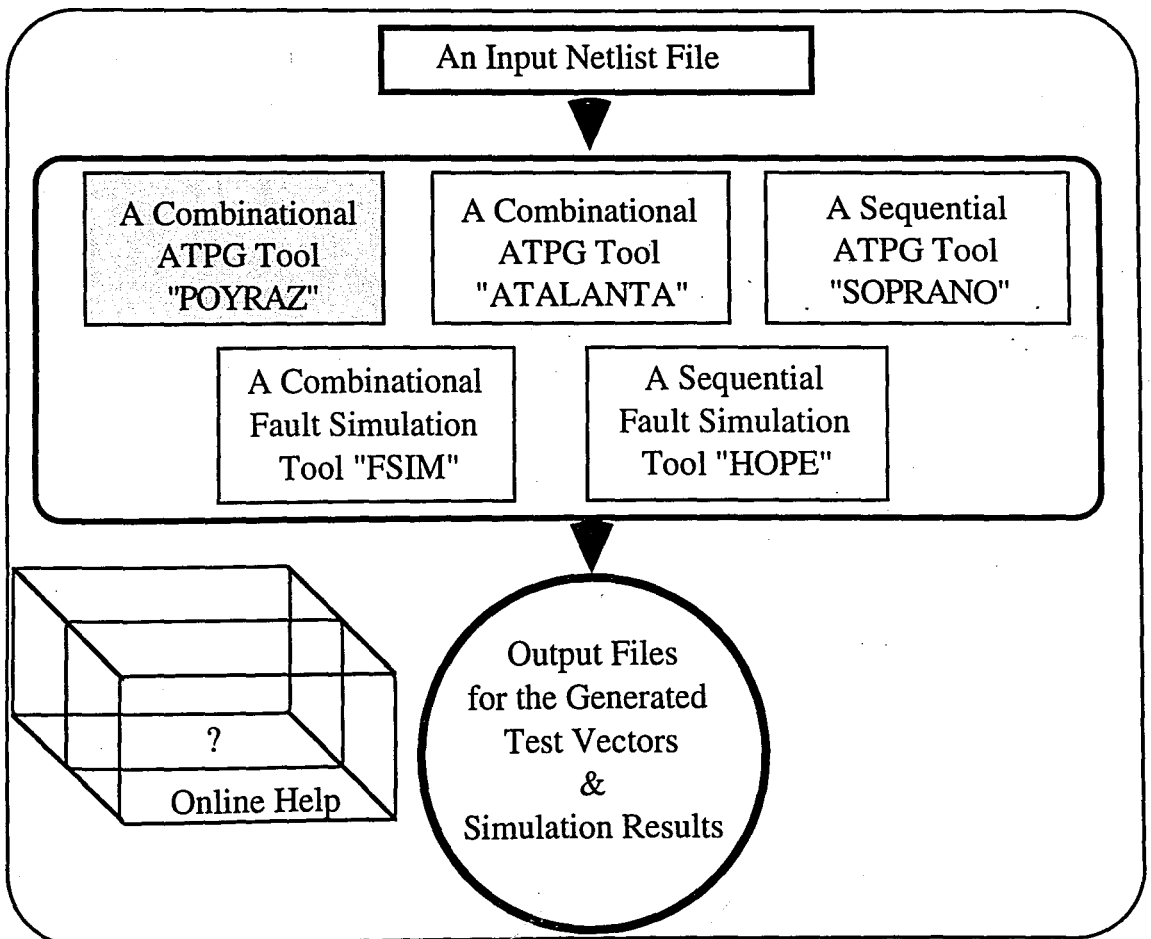 An Input Netlist File
A Combinational
ATPG Tool
"POYRAZ"
A Combinational
ATPG Tool
"ATALANTA"
A Sequential
ATPG Tool
"SOPRANO"
A Combinational
Fault Simulation
Tool "FSIM"
A Sequential
Fault Simulation
Tool "HOPE"
?
Online Help
Output Files
for the Generated
Test Vectors
&
Simulation Results